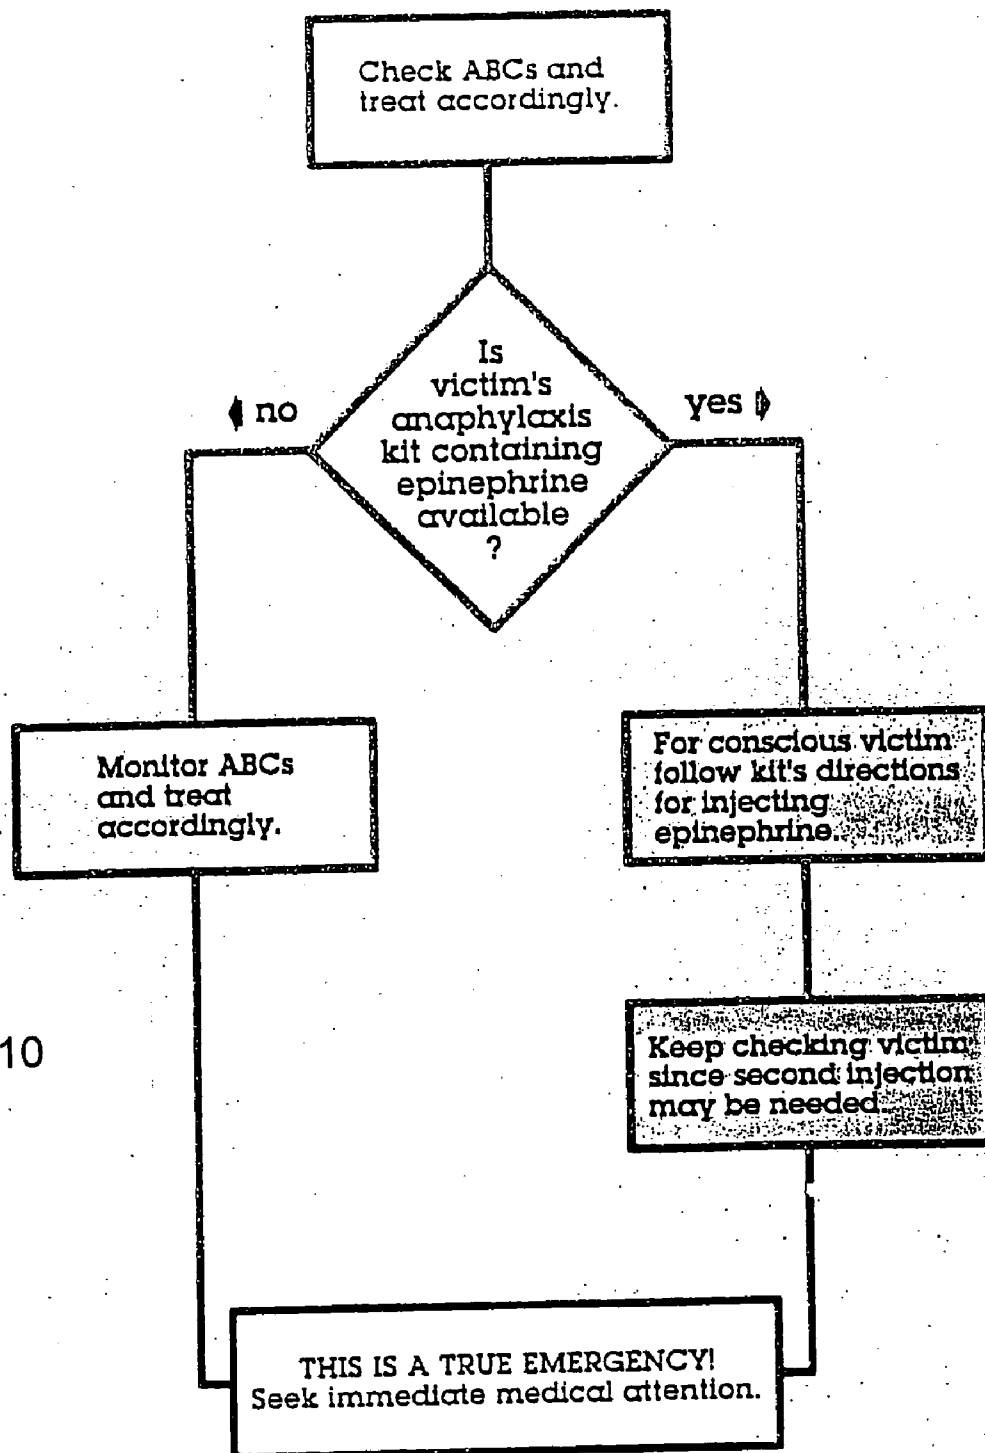 Check ABCs and
treat accordingly.
Is
victim's
anaphylaxis
kit containing
epinephrine
available
?
no
yes
Monitor ABCs
and treat
accordingly.
For conscious victim
follow kit's directions
for injecting
epinephrine.
10
Keep checking victim
since second injection
may be needed.
THIS IS A TRUE EMERGENCY!
Seek immediate medical attention.